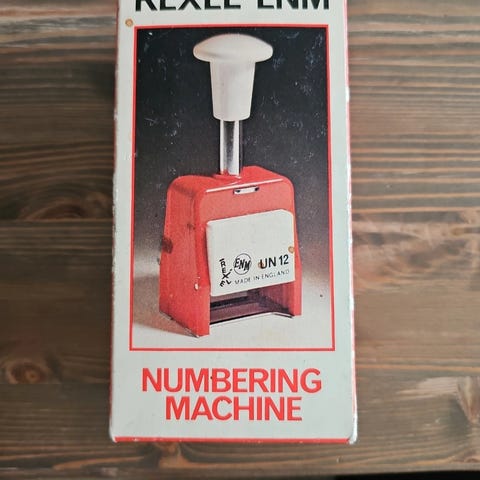 REXEL ENM
REXEL
ENM
UN 12
MADE IN ENGLAND
NUMBERING
MACHINE